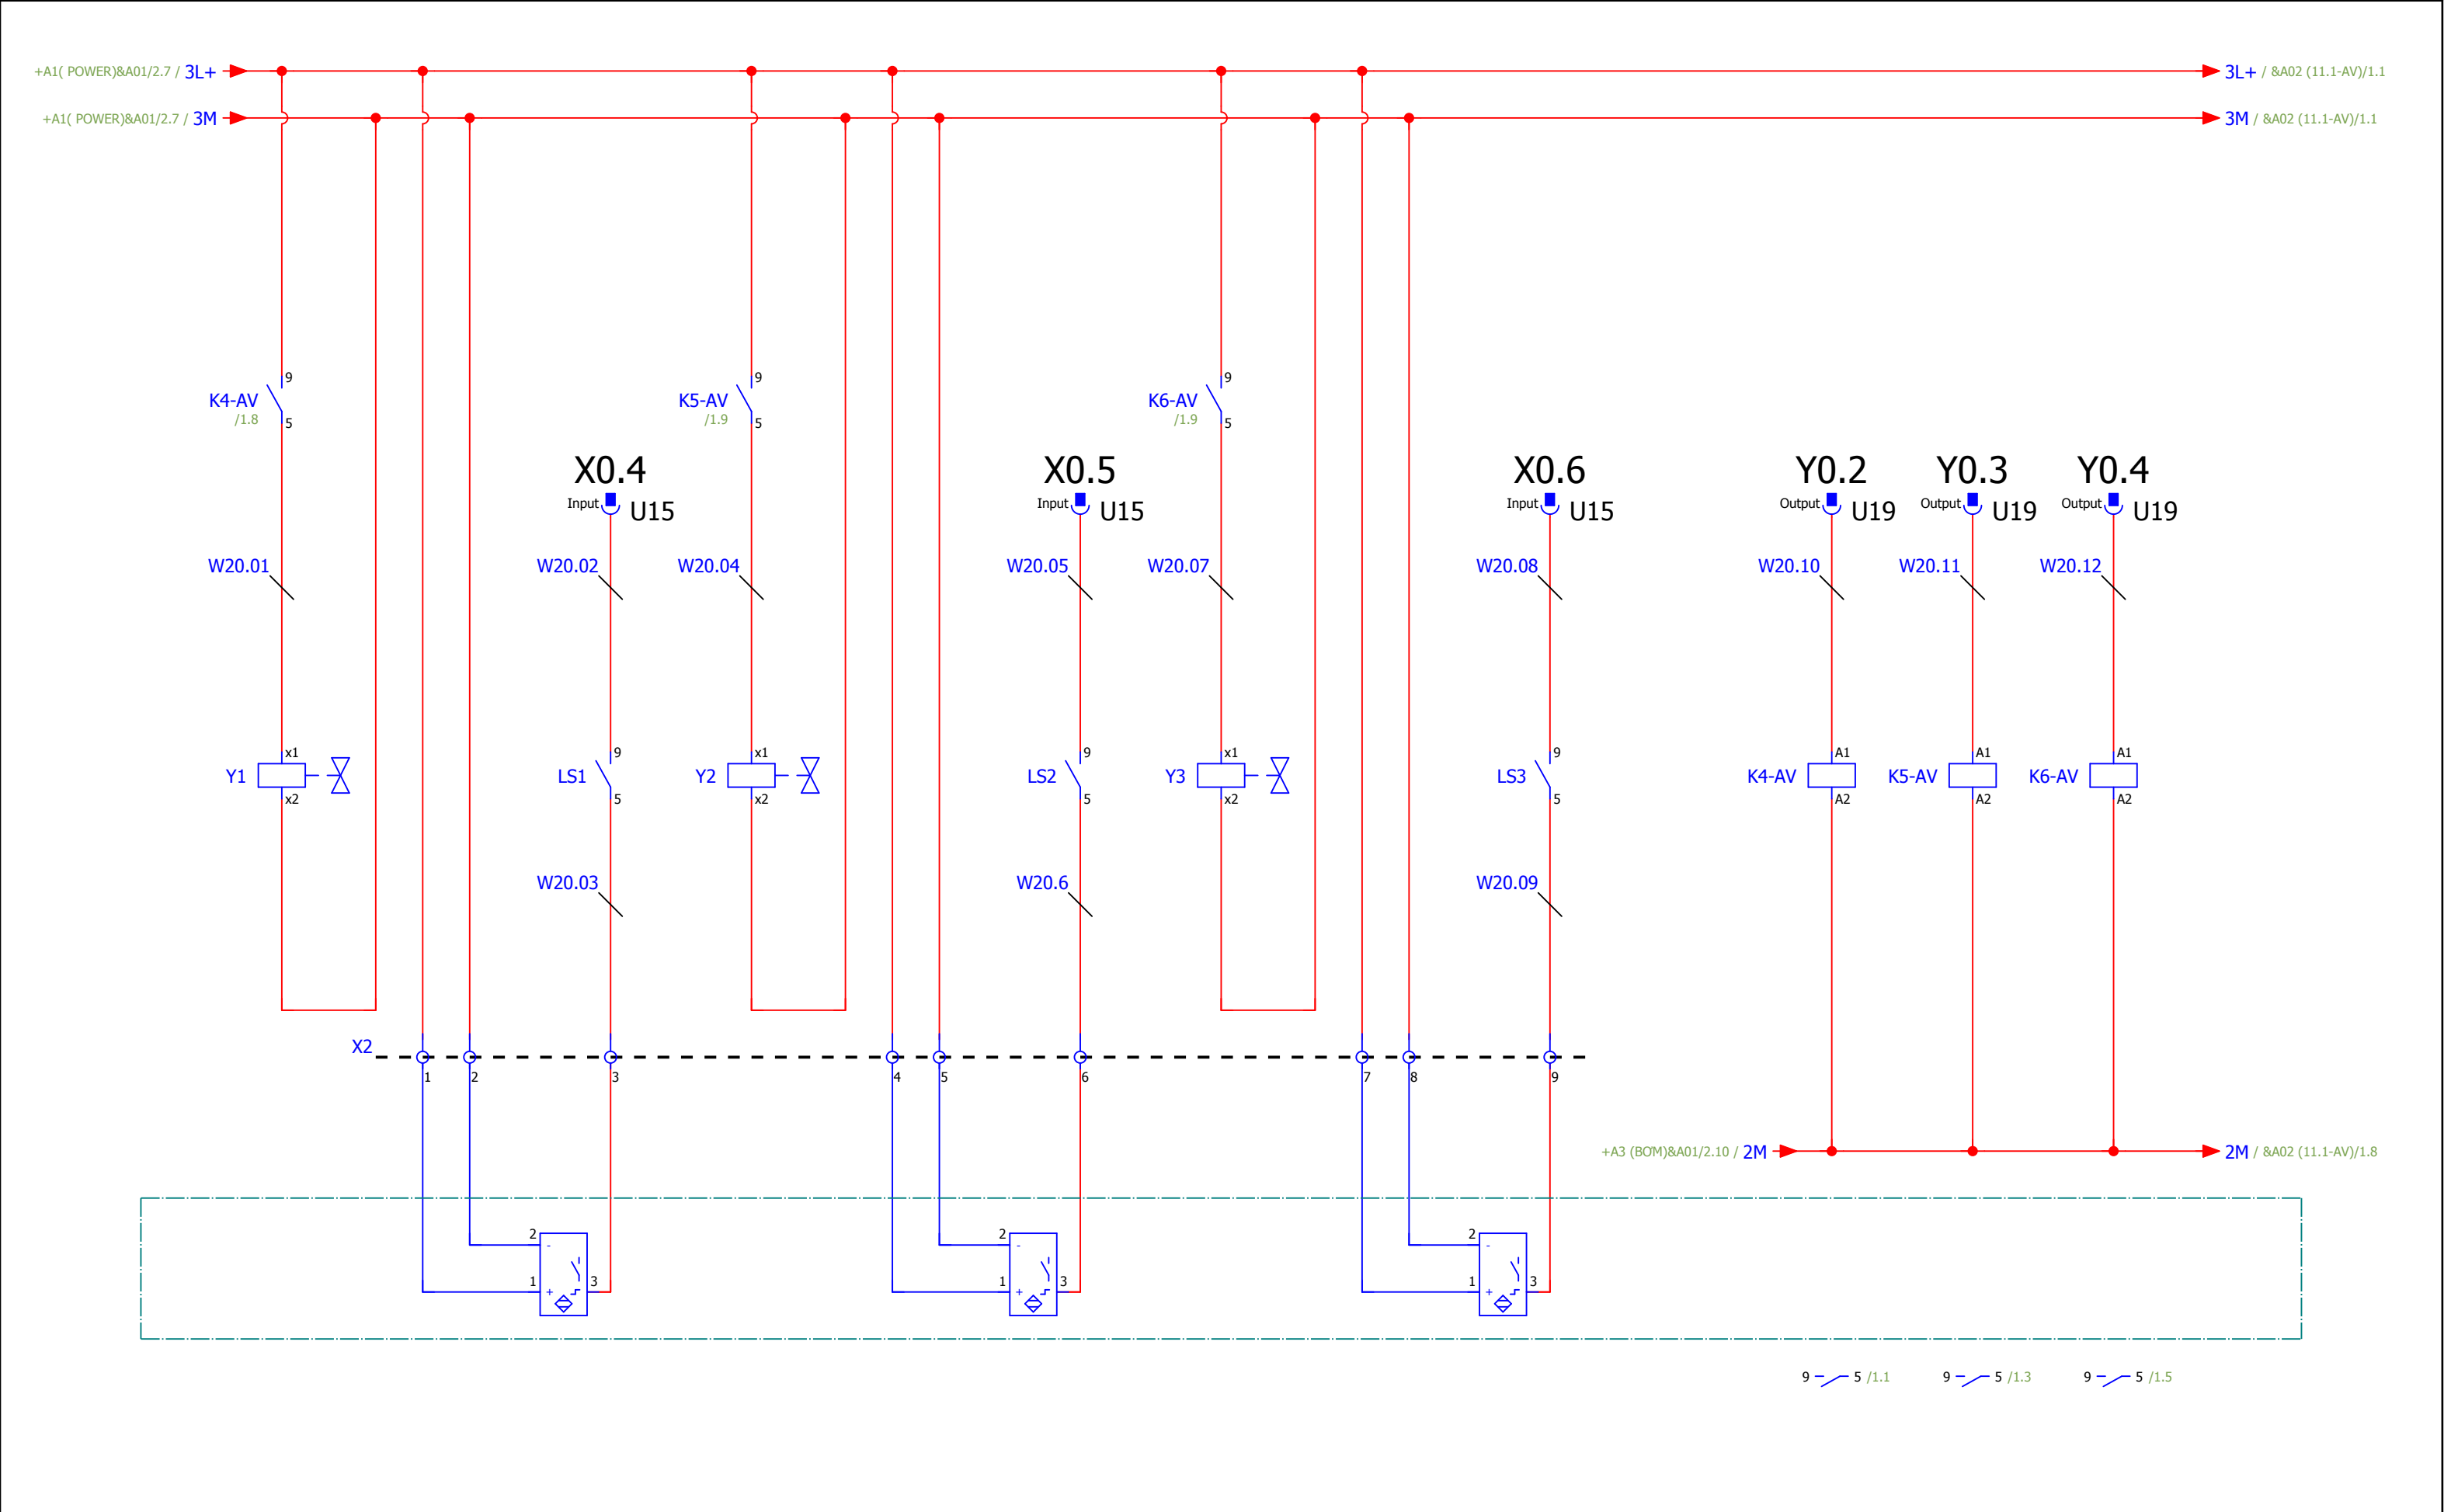 +A1( POWER)&A01/2.7 / 3L+
3L+ / &A02 (11.1-AV)/1.1
+A1( POWER)&A01/2.7 / 3M
3M / &A02 (11.1-AV)/1.1
9 9 9
K4-AV K5-AV K6-AV
/1.8 /1.9 /1.9
5 5 5
X0.4 X0.5 X0.6 Y0.2 Y0.3 Y0.4
Input U15 Input U15 Input U15 Output U19 Output U19 Output U19
W20.01 W20.02 W20.04 W20.05 W20.07 W20.08 W20.10 W20.11 W20.12
x1 9 x1 9 x1 9 A1 A1 A1
Y1 LS1 Y2 LS2 Y3 LS3 K4-AV K5-AV K6-AV
x2 5 x2 5 x2 5 A2 A2 A2
W20.03 W20.6 W20.09
X2
1 2 3 4 5 6 7 8 9
+A3 (BƠM)&A01/2.10 / 2M
2M / &A02 (11.1-AV)/1.8
2 - 2 - 2 -
1 + 3 1 + 3 1 + 3
9 5 /1.1 9 5 /1.3 9 5 /1.5